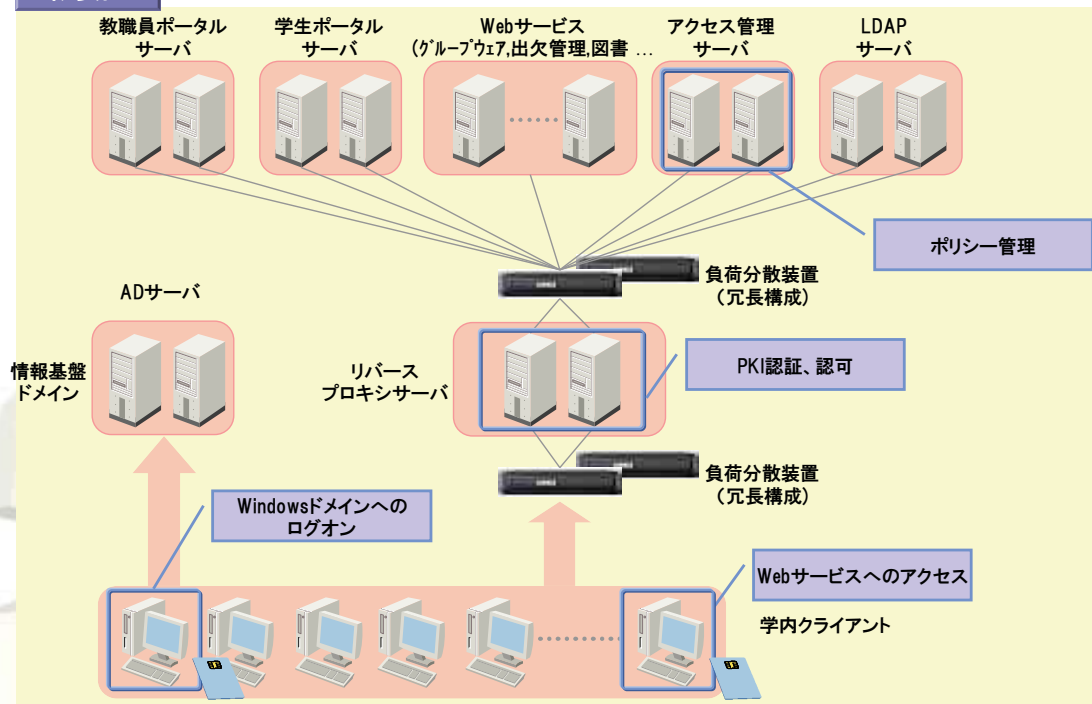 教職員ポータル
サーバ
学生ポータル
サーバ
Webサービス
(ｸﾞﾙｰﾌﾟｳｪｱ,出欠管理,図書 …
アクセス管理
サーバ
LDAP
サーバ
ポリシー管理
負荷分散装置
(冗長構成)
ADサーバ
情報基盤
ドメイン
リバース
プロキシサーバ
PKI認証、認可
負荷分散装置
(冗長構成)
Windowsドメインへの
ログオン
Webサービスへのアクセス
学内クライアント